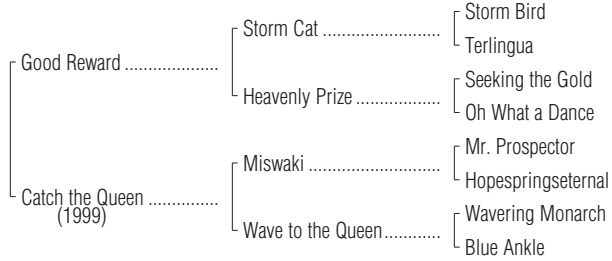 Storm Bird
Storm Cat ........................
Terlingua
Good Reward ...................
Seeking the Gold
Heavenly Prize .................
Oh What a Dance
Mr. Prospector
Miswaki ...........................
Hopespringseternal
Catch the Queen ..............
(1999)
Wavering Monarch
Wave to the Queen...........
Blue Ankle